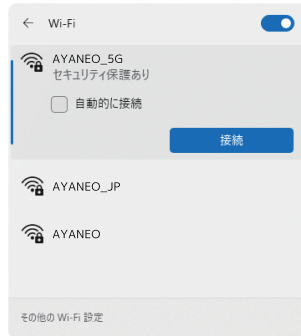 Wi-Fi
AYANEO_5G
セキュリティ保護あり
自動的に接続
接続
AYANEO_JP
AYANEO
その他の Wi-Fi 設定